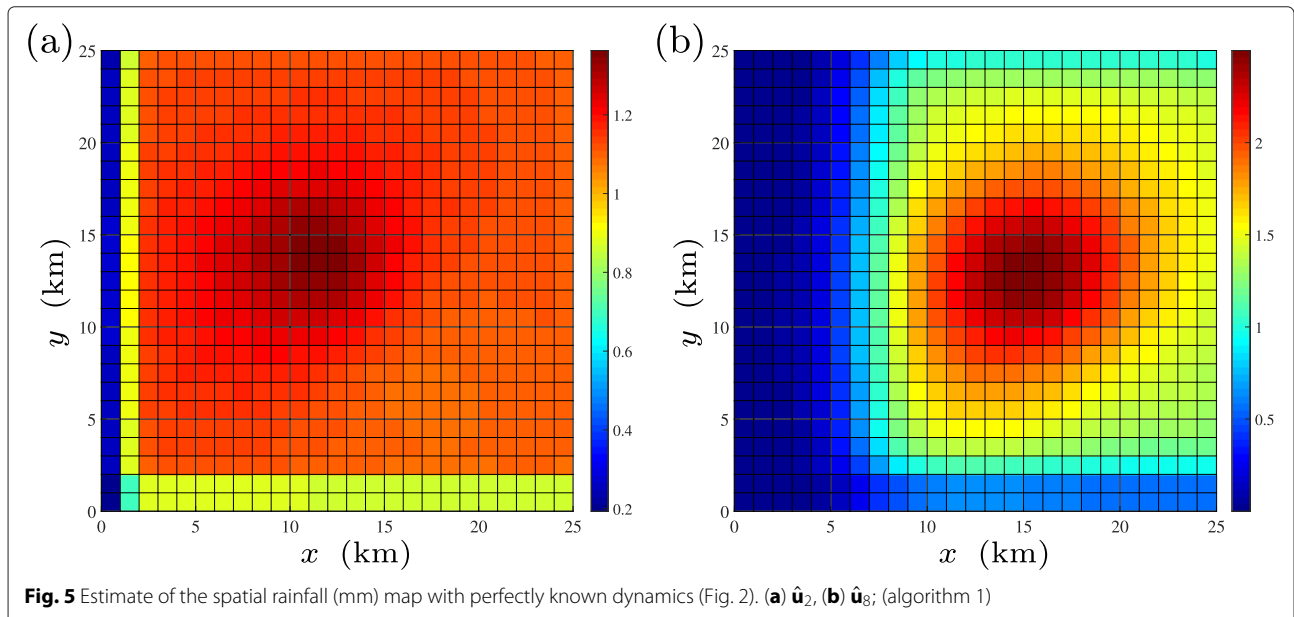 (a)
25
20
15
10
5
0
0 5 10 15 20 25
y (km)
x (km)
1.2
1
0.8
0.6
0.4
0.2
(b)
25
20
15
10
5
0
0 5 10 15 20 25
y (km)
x (km)
2
1.5
1
0.5
Fig. 5 Estimate of the spatial rainfall (mm) map with perfectly known dynamics (Fig. 2). (a) û₂, (b) û₈; (algorithm 1)